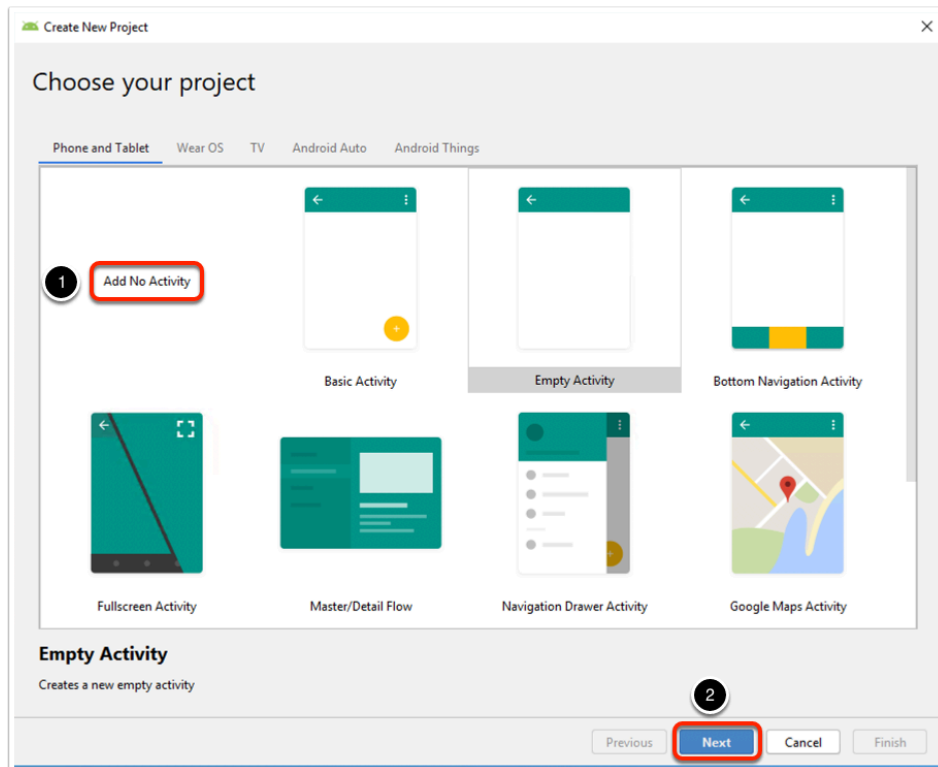 Create New Project
Choose your project
Phone and Tablet Wear OS TV Android Auto Android Things
1 Add No Activity
Basic Activity Empty Activity Bottom Navigation Activity
Fullscreen Activity Master/Detail Flow Navigation Drawer Activity Google Maps Activity
Empty Activity
Creates a new empty activity
2
Previous Next Cancel Finish